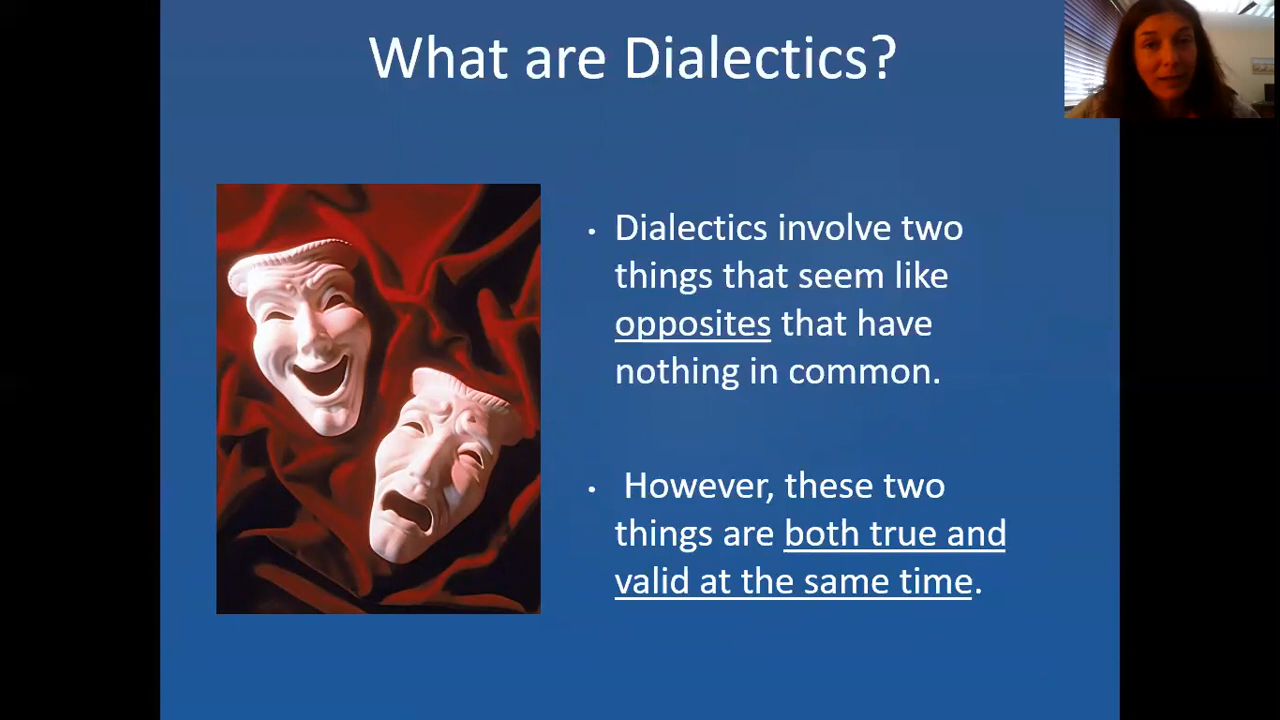 What are Dialectics?
• Dialectics involve two
things that seem like
opposites that have
nothing in common.
• However, these two
things are both true and
valid at the same time.